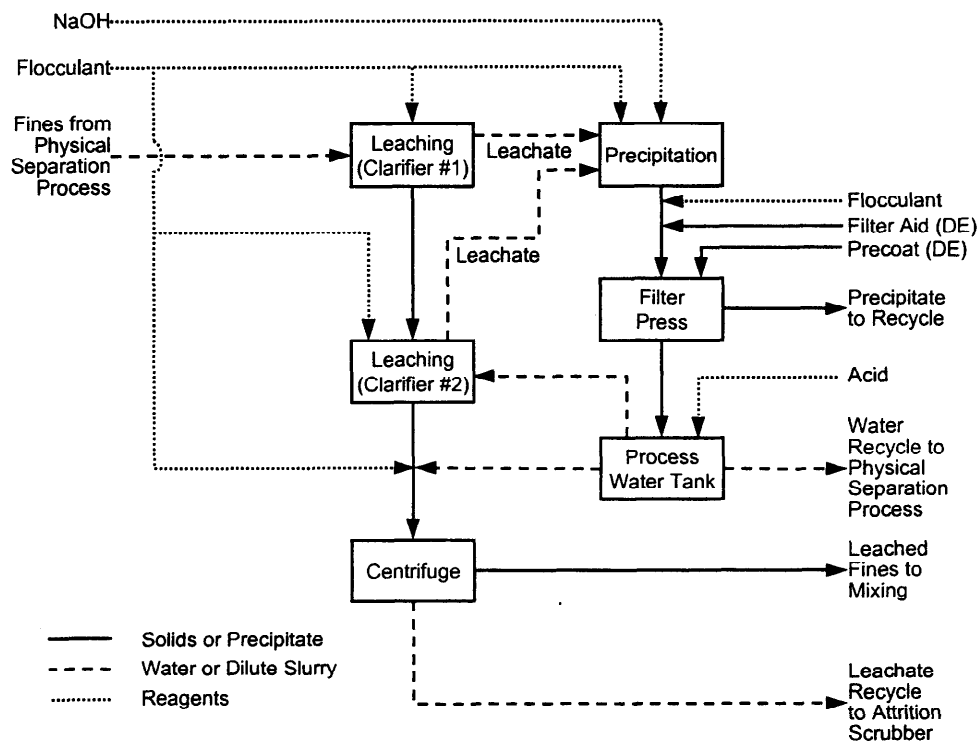 NaOH
Flocculant
Fines from
Physical
Separation
Process
Leaching
(Clarifier #1)
Leachate
Precipitation
Flocculant
Filter Aid (DE)
Precoat (DE)
Leachate
Filter
Press
Precipitate
to Recycle
Leaching
(Clarifier #2)
Acid
Process
Water Tank
Water
Recycle to
Physical
Separation
Process
Centrifuge
Leached
Fines to
Mixing
Solids or Precipitate
Water or Dilute Slurry
Reagents
Leachate
Recycle
to Attrition
Scrubber